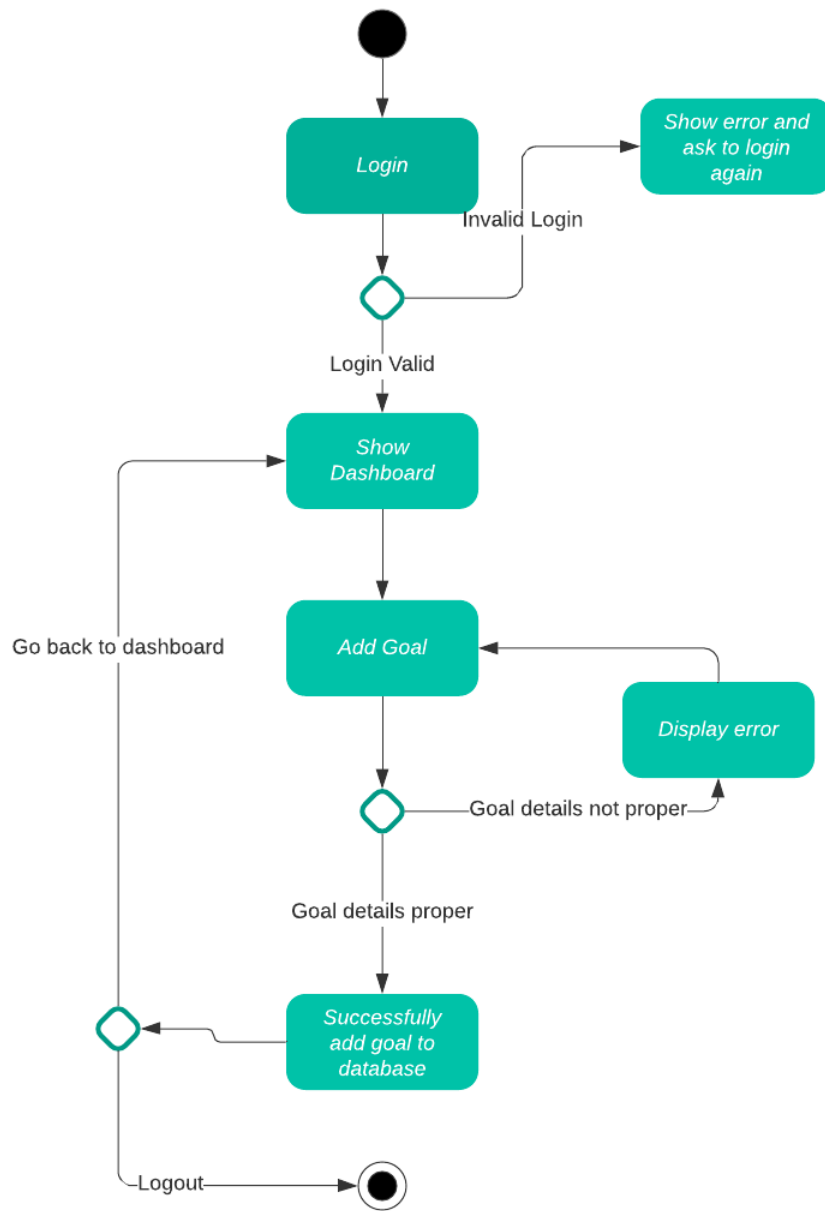 Login
Show error and
ask to login
again
Invalid Login
Login Valid
Show
Dashboard
Go back to dashboard
Add Goal
Display error
Goal details not proper
Goal details proper
Successfully
add goal to
database
Logout